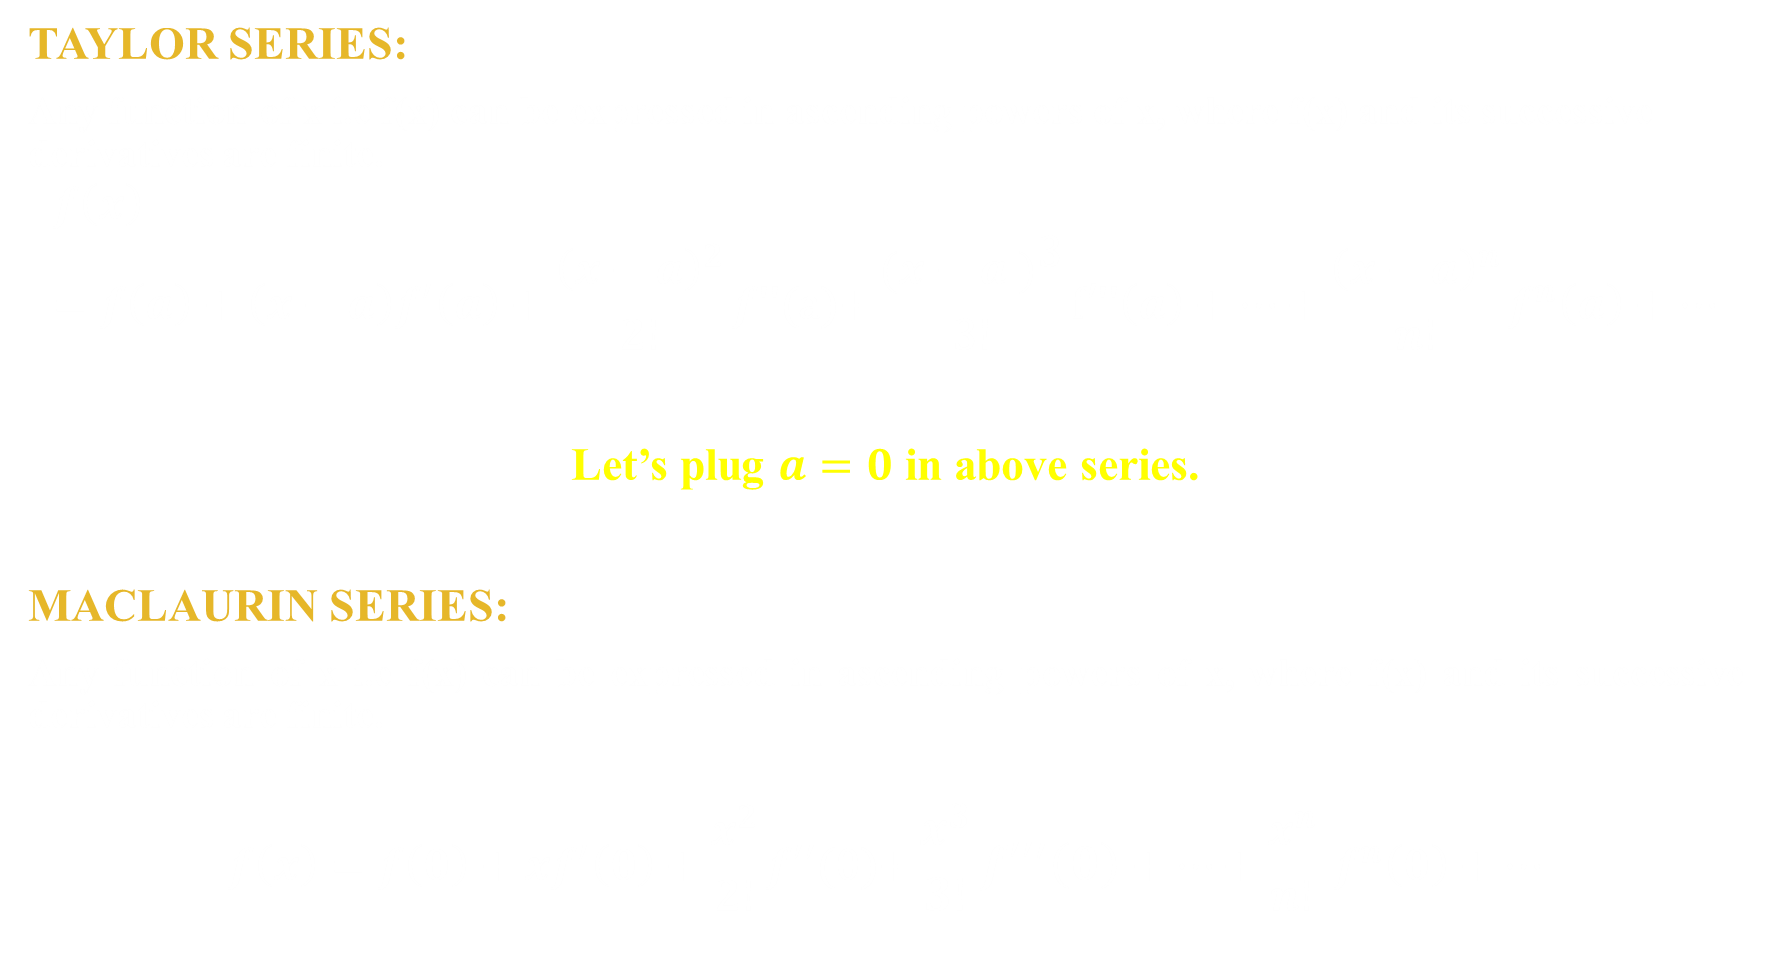 TAYLOR SERIES:
Let’s plug 𝒂 = 𝟎 in above series.
MACLAURIN SERIES: